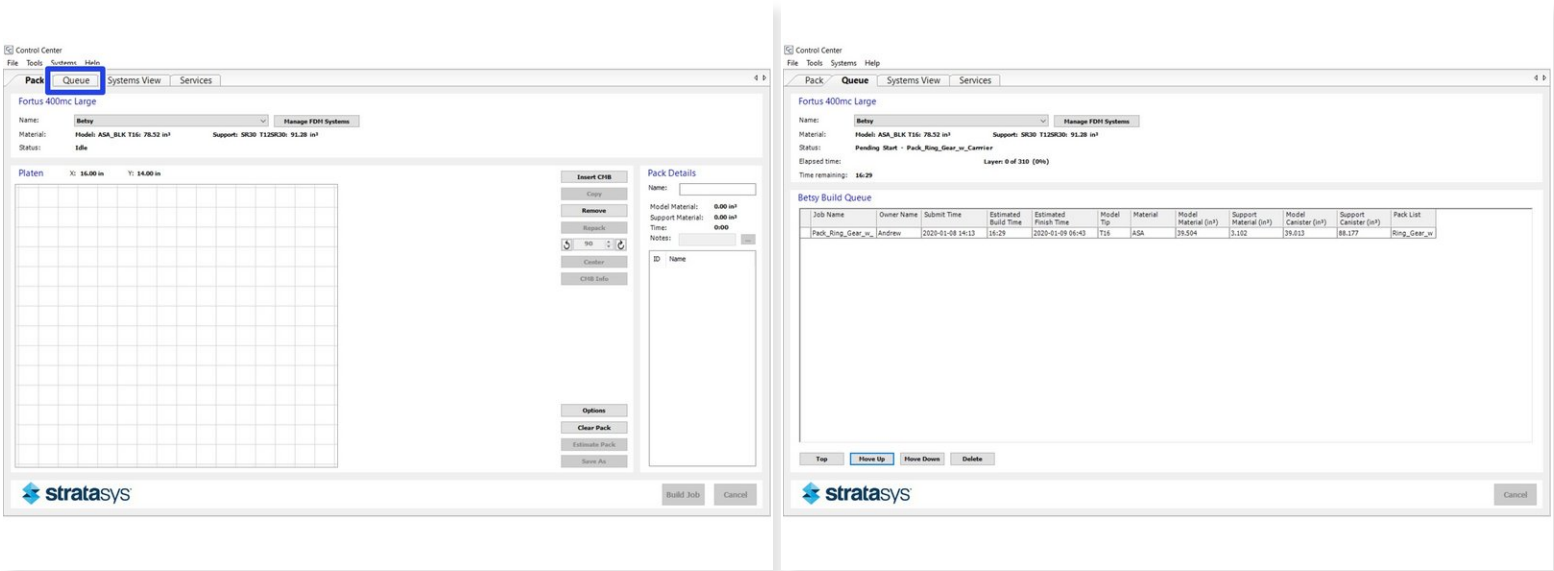 Control Center
File Tools Systems Help
Pack Queue Systems View Services
Fortus 400mc Large
Name: Betsy Manage FDM Systems
Material: Model: ASA_BLK T16: 78.52 in³ Support: SR30 T12SR30: 91.28 in³
Status: Idle
Platen X: 16.00 in Y: 14.00 in
Insert CMB
Copy
Remove
Repack
90
Center
CMB Info
Options
Clear Pack
Estimate Pack
Save As
Pack Details
Name:
Model Material: 0.00 in³
Support Material: 0.00 in³
Time: 0:00
Notes: ...
ID Name
stratasys
Build Job Cancel
Control Center
File Tools Systems Help
Pack Queue Systems View Services
Fortus 400mc Large
Name: Betsy Manage FDM Systems
Material: Model: ASA_BLK T16: 78.52 in³ Support: SR30 T12SR30: 91.28 in³
Status: Pending Start - Pack_Ring_Gear_w_Carrrier
Elapsed time: Layer: 0 of 310 (0%)
Time remaining: 16:29
Betsy Build Queue
Job Name Owner Name Submit Time Estimated Build Time Estimated Finish Time Model Tip Material Model Material (in³) Support Material (in³) Model Canister (in³) Support Canister (in³) Pack List
Pack_Ring_Gear_w_ Andrew 2020-01-08 14:13 16:29 2020-01-09 06:43 T16 ASA 39.504 3.102 39.013 88.177 Ring_Gear_w
Top Move Up Move Down Delete
stratasys
Cancel